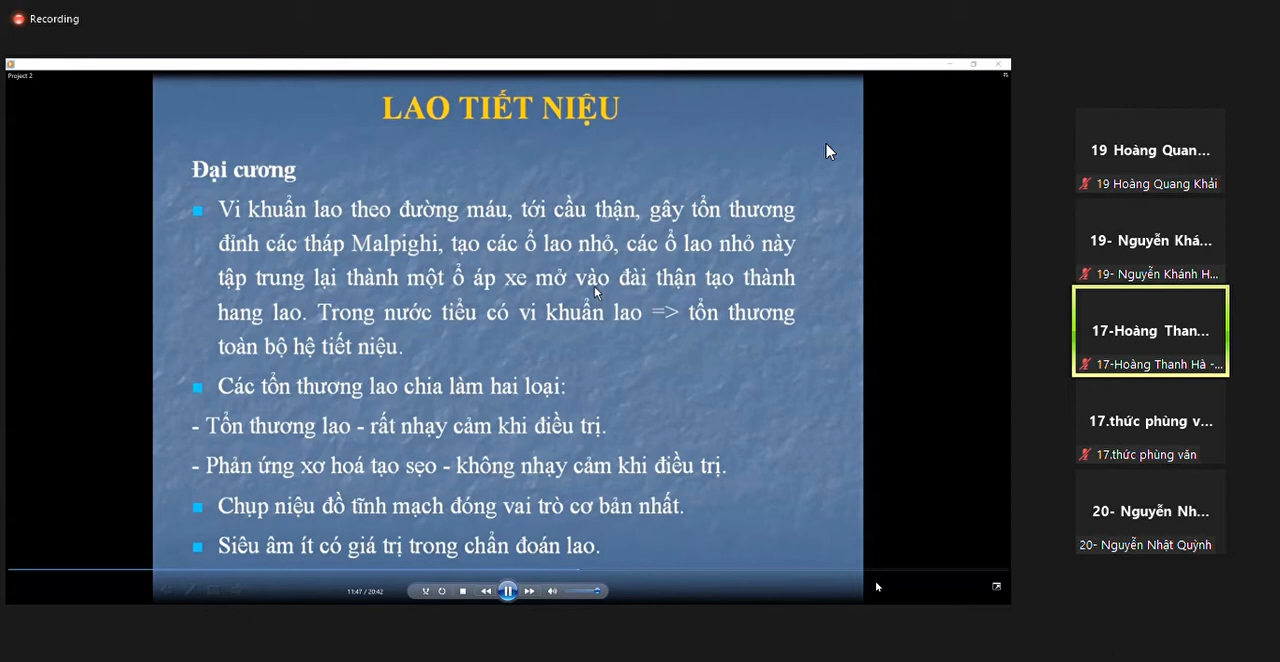 Recording
Project 2
LAO TIẾT NIỆU
Đại cương
Vi khuẩn lao theo đường máu, tới cầu thận, gây tổn thương
đỉnh các tháp Malpighi, tạo các ổ lao nhỏ, các ổ lao nhỏ này
tập trung lại thành một ổ áp xe mở vào đài thận tạo thành
hang lao. Trong nước tiểu có vi khuẩn lao => tổn thương
toàn bộ hệ tiết niệu.
Các tổn thương lao chia làm hai loại:
- Tổn thương lao - rất nhạy cảm khi điều trị.
- Phản ứng xơ hoá tạo sẹo - không nhạy cảm khi điều trị.
Chụp niệu đồ tĩnh mạch đóng vai trò cơ bản nhất.
Siêu âm ít có giá trị trong chẩn đoán lao.
11:47 / 20:42
19 Hoàng Quan...
19 Hoàng Quang Khải
19- Nguyễn Khá...
19- Nguyễn Khánh H...
17-Hoàng Than...
17-Hoàng Thanh Hà -...
17.thức phùng v...
17.thức phùng văn
20- Nguyễn Nh...
20- Nguyễn Nhật Quỳnh